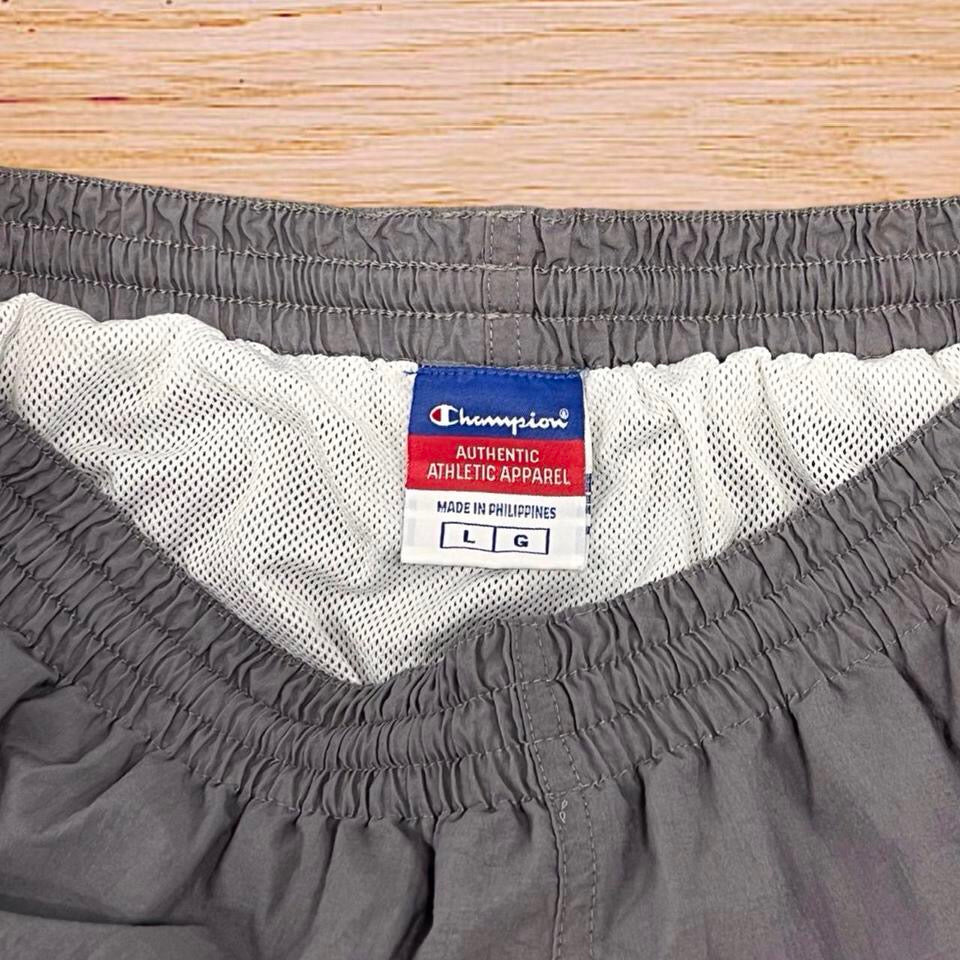 Champion®
AUTHENTIC
ATHLETIC APPAREL
MADE IN PHILIPPINES
L G